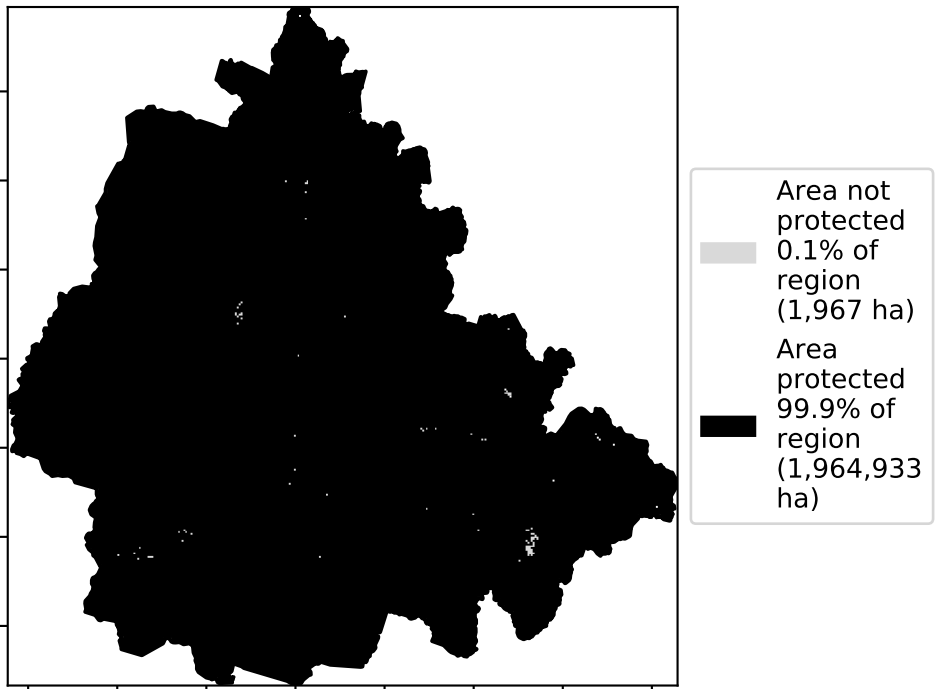 Area not
protected
0.1% of
region
(1,967 ha)
Area
protected
99.9% of
region
(1,964,933
ha)